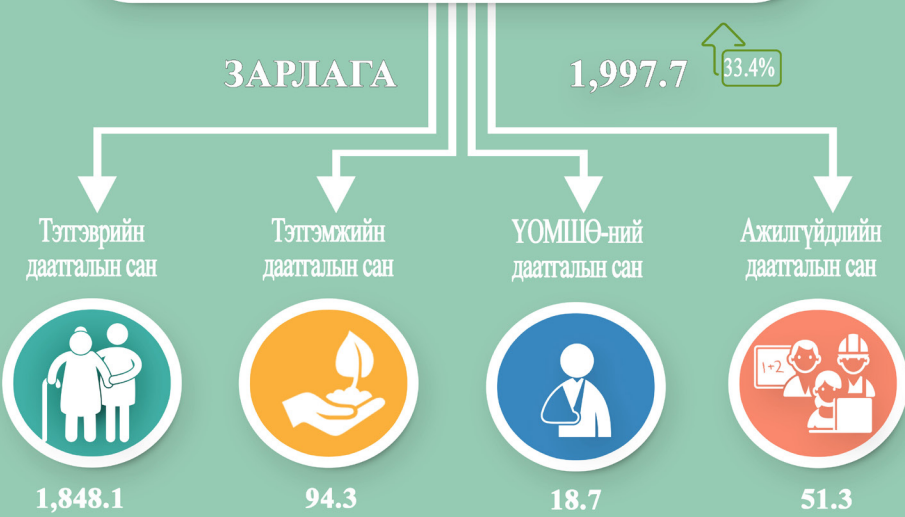 ЗАРЛАГА
1,997.7
33.4%
Тэтгэврийн
даатгалын сан
Тэтгэмжийн
даатгалын сан
ҮОМШӨ-ний
даатгалын сан
Ажилгүйдлийн
даатгалын сан
1+2
1,848.1
94.3
18.7
51.3